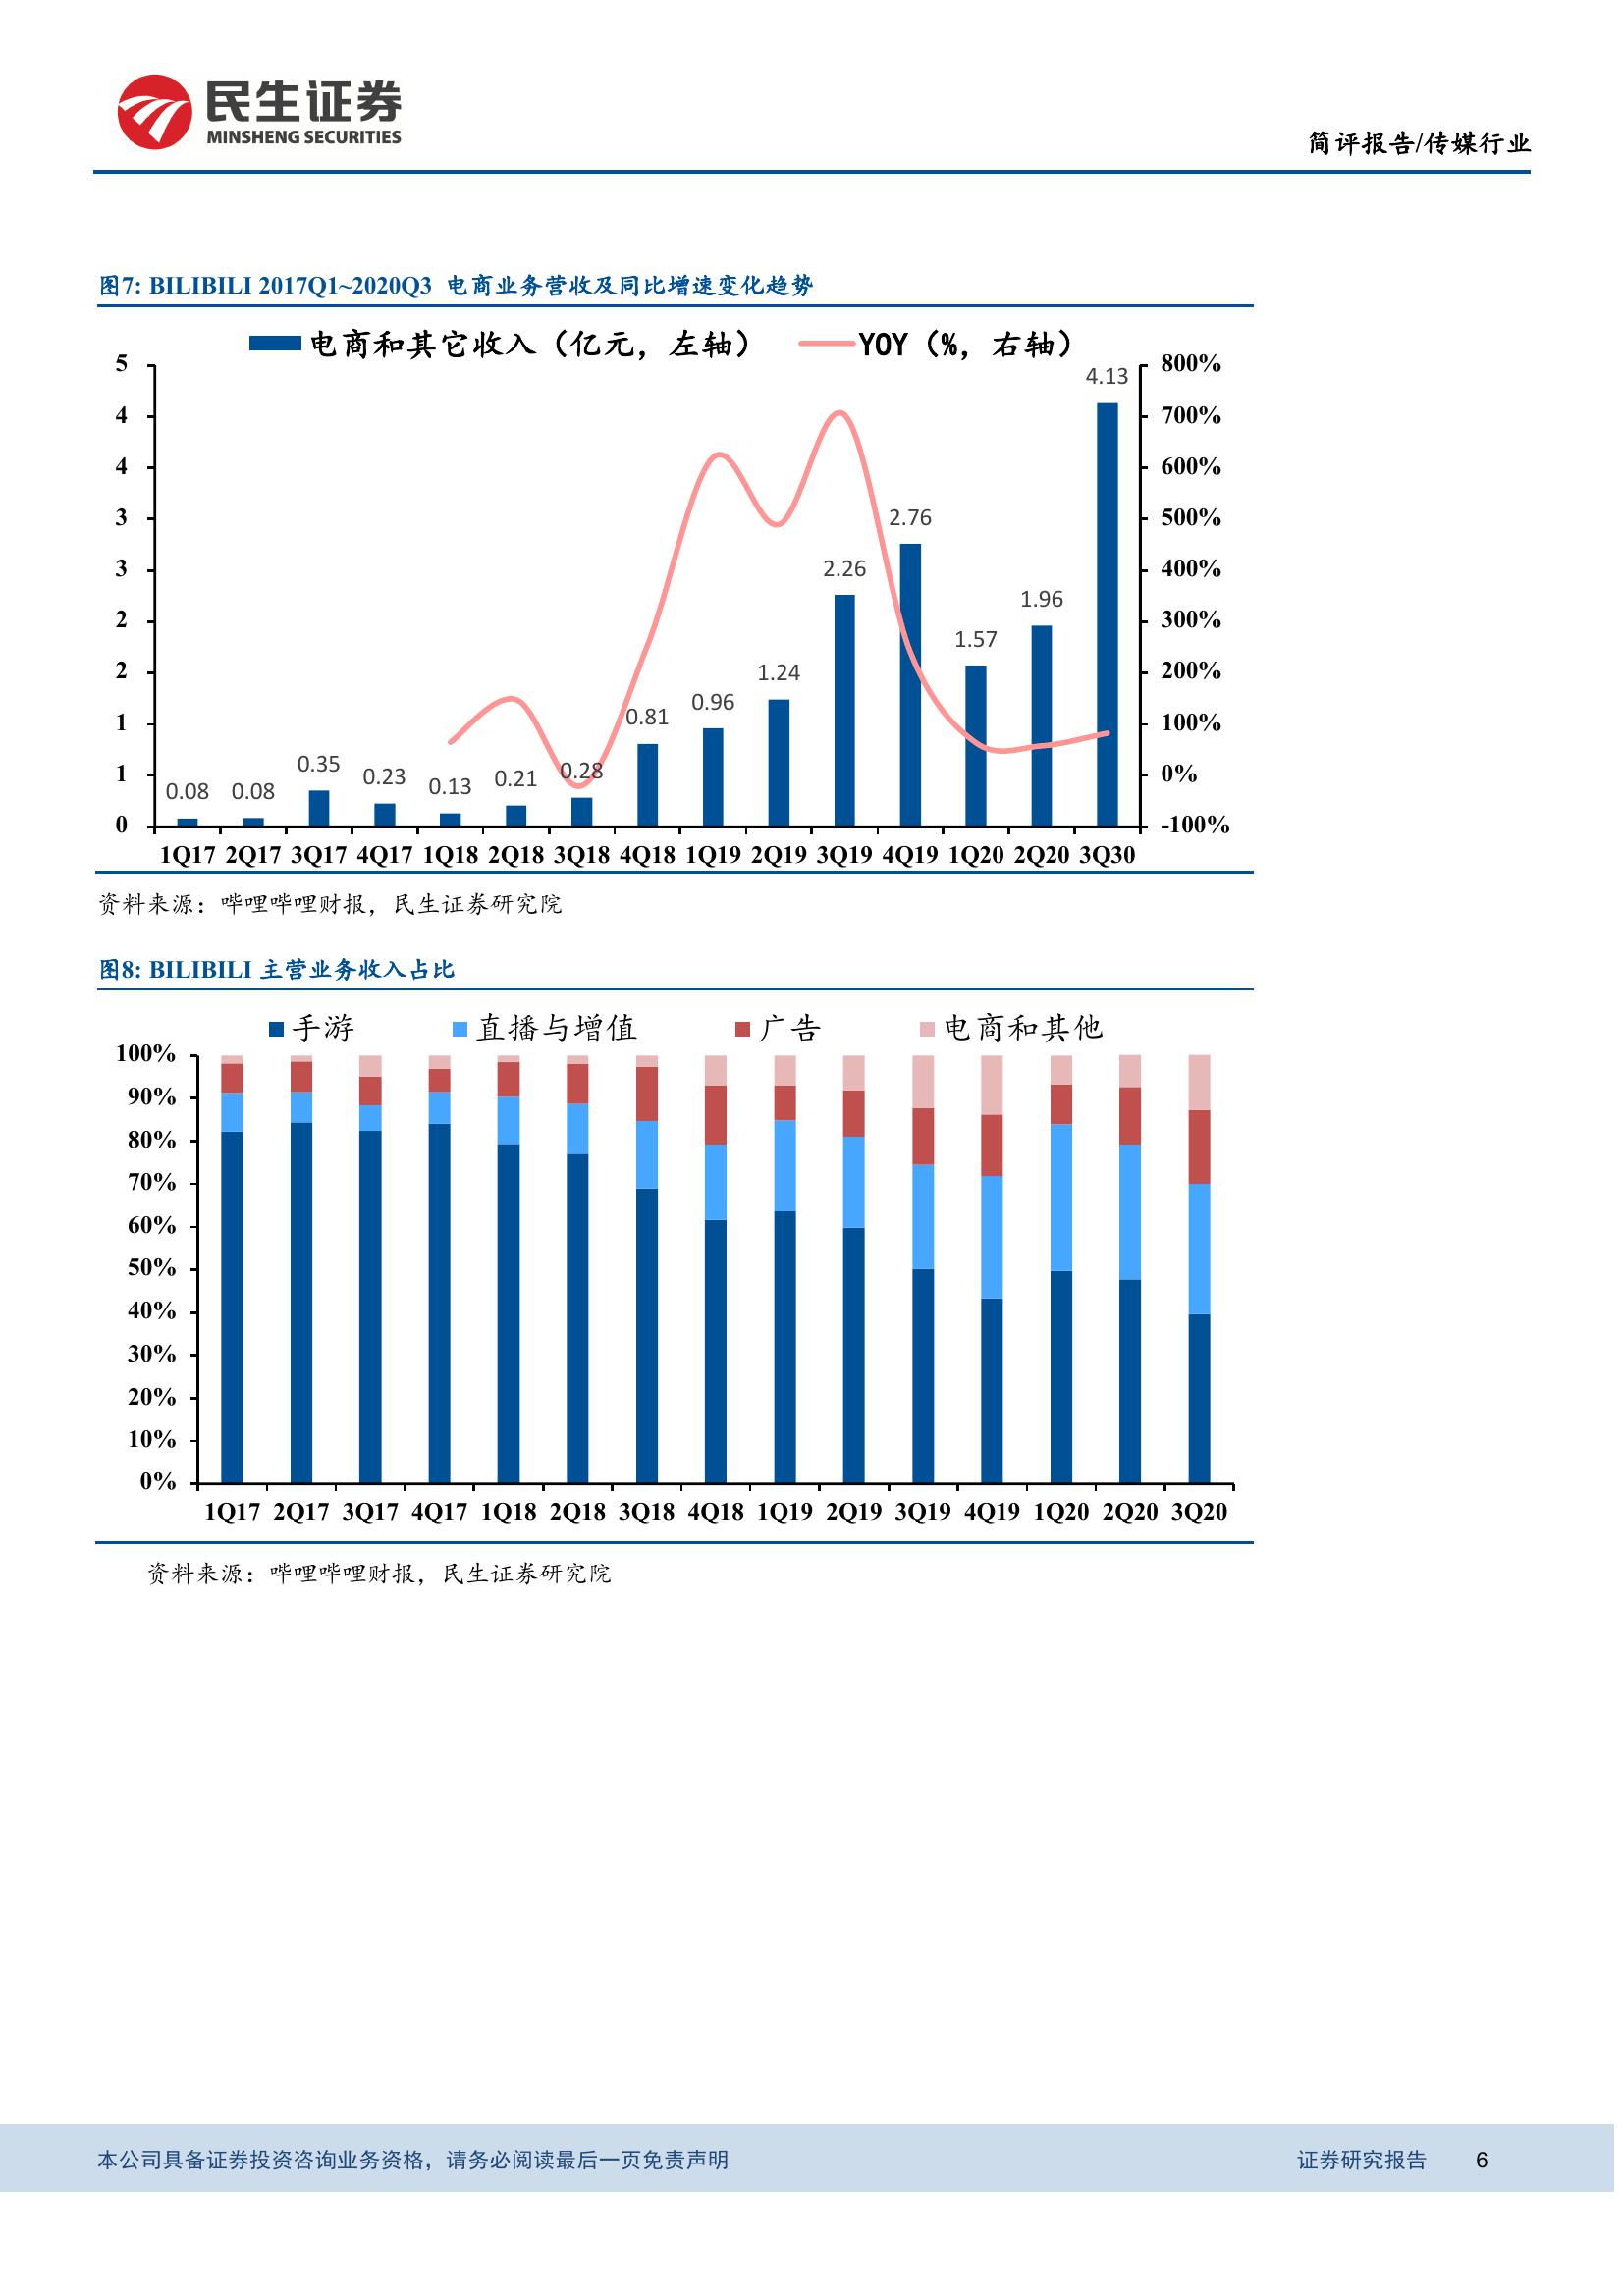 民生证券
MINSHENG SECURITIES
简评报告/传媒行业
图7: BILIBILI 2017Q1~2020Q3 电商业务营收及同比增速变化趋势
电商和其它收入（亿元，左轴） YOY（%，右轴）
5 4 4 3 3 2 2 1 1 0
800% 700% 600% 500% 400% 300% 200% 100% 0% -100%
0.08 0.08 0.35 0.23 0.13 0.21 0.28 0.81 0.96 1.24 2.26 2.76 1.57 1.96 4.13
1Q17 2Q17 3Q17 4Q17 1Q18 2Q18 3Q18 4Q18 1Q19 2Q19 3Q19 4Q19 1Q20 2Q20 3Q30
资料来源：哔哩哔哩财报，民生证券研究院
图8: BILIBILI 主营业务收入占比
手游 直播与增值 广告 电商和其他
100%
90%
80%
70%
60%
50%
40%
30%
20%
10%
0%
1Q17 2Q17 3Q17 4Q17 1Q18 2Q18 3Q18 4Q18 1Q19 2Q19 3Q19 4Q19 1Q20 2Q20 3Q20
资料来源：哔哩哔哩财报，民生证券研究院
本公司具备证券投资咨询业务资格，请务必阅读最后一页免责声明 证券研究报告 6